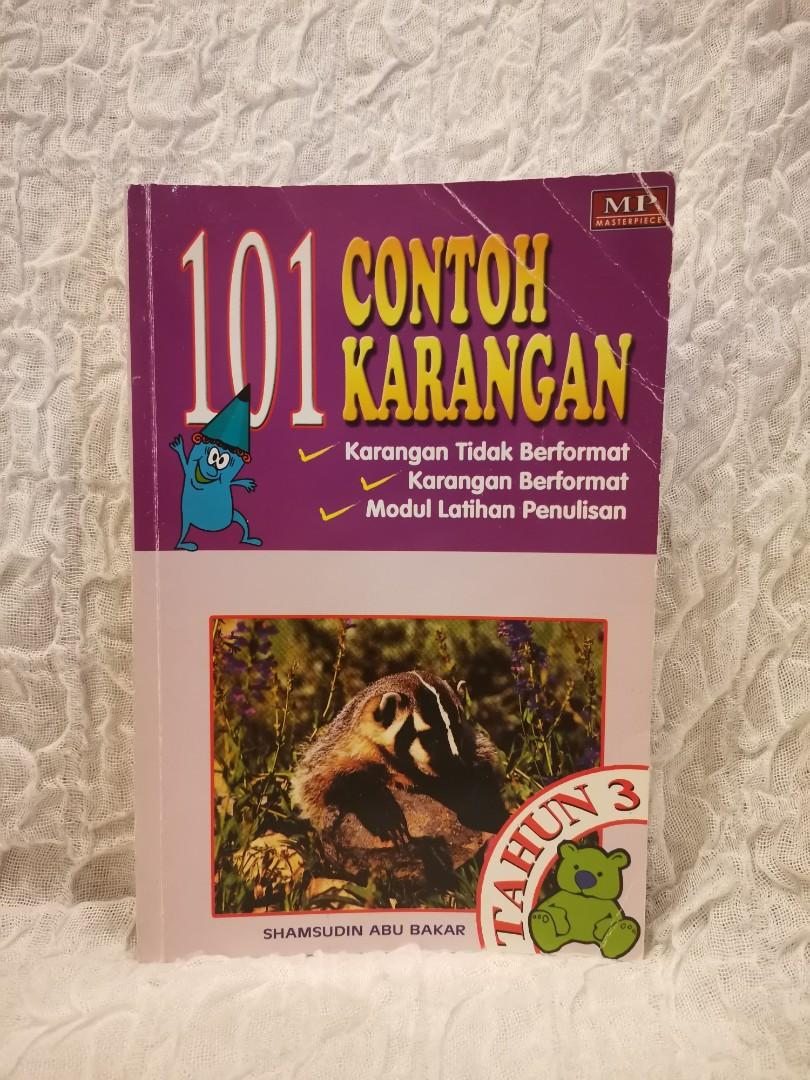 MP
MASTERPIECE
101 CONTOH
KARANGAN
Karangan Tidak Berformat
Karangan Berformat
Modul Latihan Penulisan
TAHUN 3
SHAMSUDIN ABU BAKAR